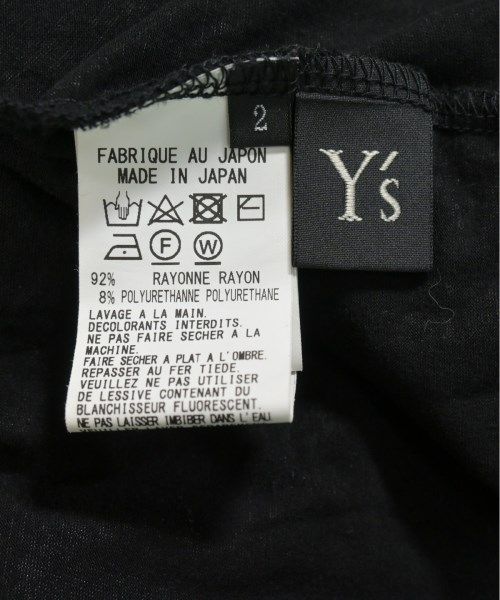 2
Y's
FABRIQUE AU JAPON
MADE IN JAPAN
F W
92% RAYONNE RAYON
8% POLYURETHANNE POLYURETHANE
LAVAGE A LA MAIN.
DECOLORANTS INTERDITS.
NE PAS FAIRE SECHER A LA
MACHINE.
FAIRE SECHER A PLAT A L'OMBRE.
REPASSER AU FER TIEDE.
VEUILLEZ NE PAS UTILISER
DE LESSIVE CONTENANT DU
BLANCHISSEUR FLUORESCENT.
NE PAS LAISSER IMBIBER DANS L'EAU